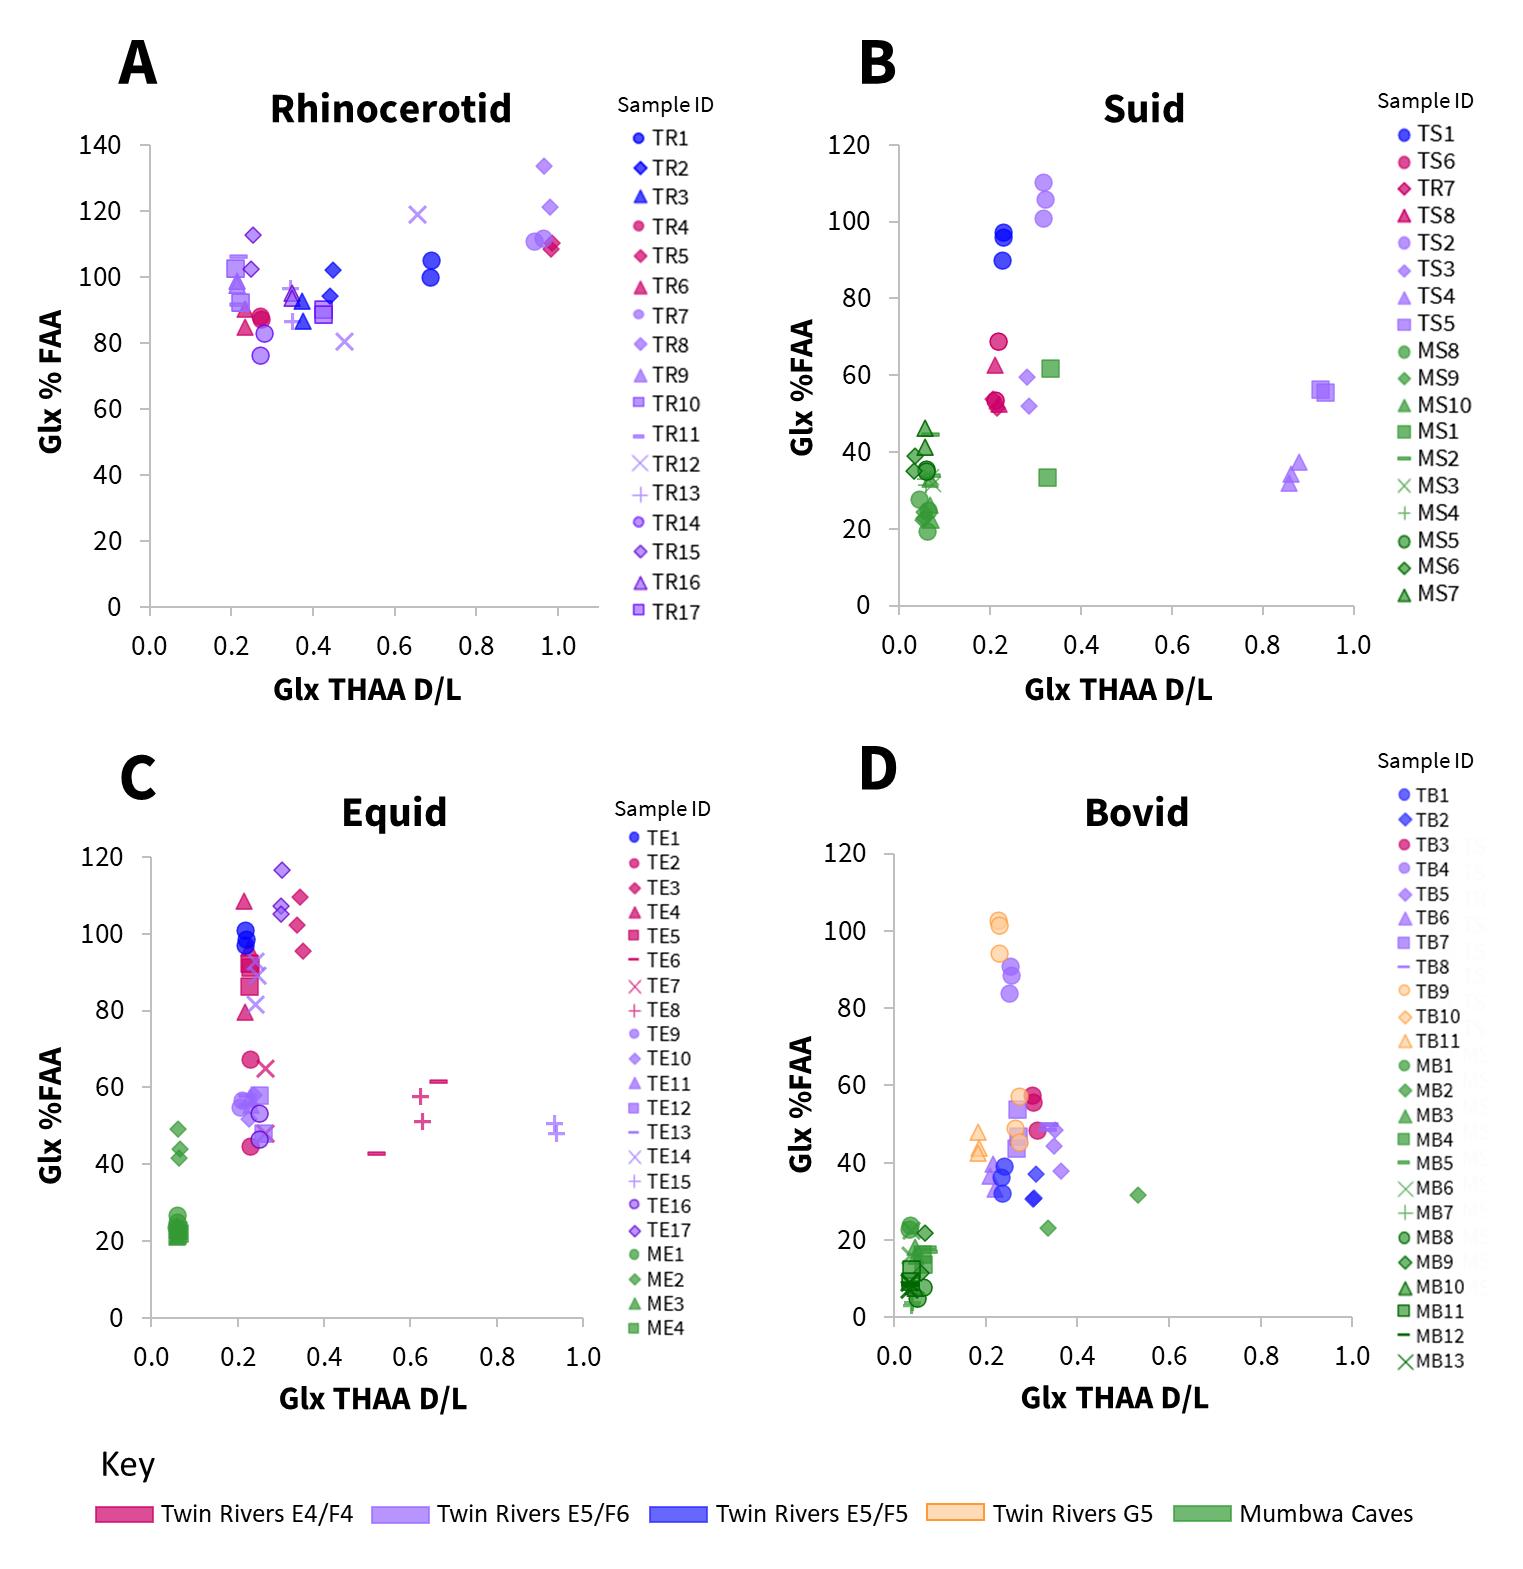 A
Rhinocerotid
Sample ID
TR1
TR2
TR3
TR4
TR5
TR6
TR7
TR8
TR9
TR10
TR11
TR12
TR13
TR14
TR15
TR16
TR17
Glx % FAA
140
120
100
80
60
40
20
0
0.0 0.2 0.4 0.6 0.8 1.0
Glx THAA D/L
B
Suid
Sample ID
TS1
TS6
TR7
TS8
TS2
TS3
TS4
TS5
MS8
MS9
MS10
MS1
MS2
MS3
MS4
MS5
MS6
MS7
Glx %FAA
120
100
80
60
40
20
0
0.0 0.2 0.4 0.6 0.8 1.0
Glx THAA D/L
C
Equid
Sample ID
TE1
TE2
TE3
TE4
TE5
TE6
TE7
TE8
TE9
TE10
TE11
TE12
TE13
TE14
TE15
TE16
TE17
ME1
ME2
ME3
ME4
Glx %FAA
120
100
80
60
40
20
0
0.0 0.2 0.4 0.6 0.8 1.0
Glx THAA D/L
D
Bovid
Sample ID
TB1
TB2
TB3
TB4
TB5
TB6
TB7
TB8
TB9
TB10
TB11
MB1
MB2
MB3
MB4
MB5
MB6
MB7
MB8
MB9
MB10
MB11
MB12
MB13
Glx %FAA
120
100
80
60
40
20
0
0.0 0.2 0.4 0.6 0.8 1.0
Glx THAA D/L
Key
Twin Rivers E4/F4 Twin Rivers E5/F6 Twin Rivers E5/F5 Twin Rivers G5 Mumbwa Caves